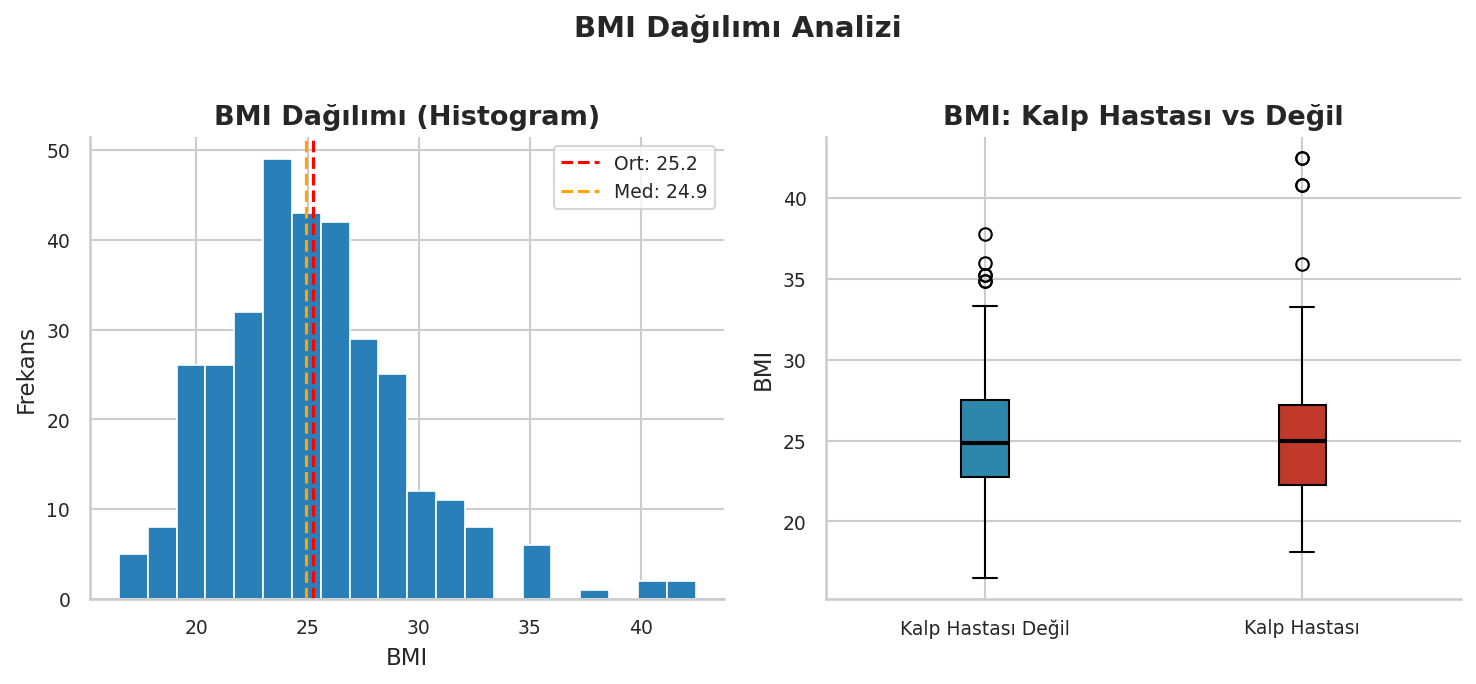 BMI Dağılımı Analizi
BMI Dağılımı (Histogram)
50
40
30
20
10
0
Frekans
Ort: 25.2
Med: 24.9
20 25 30 35 40
BMI
BMI: Kalp Hastası vs Değil
40
35
30
25
20
BMI
Kalp Hastası Değil Kalp Hastası